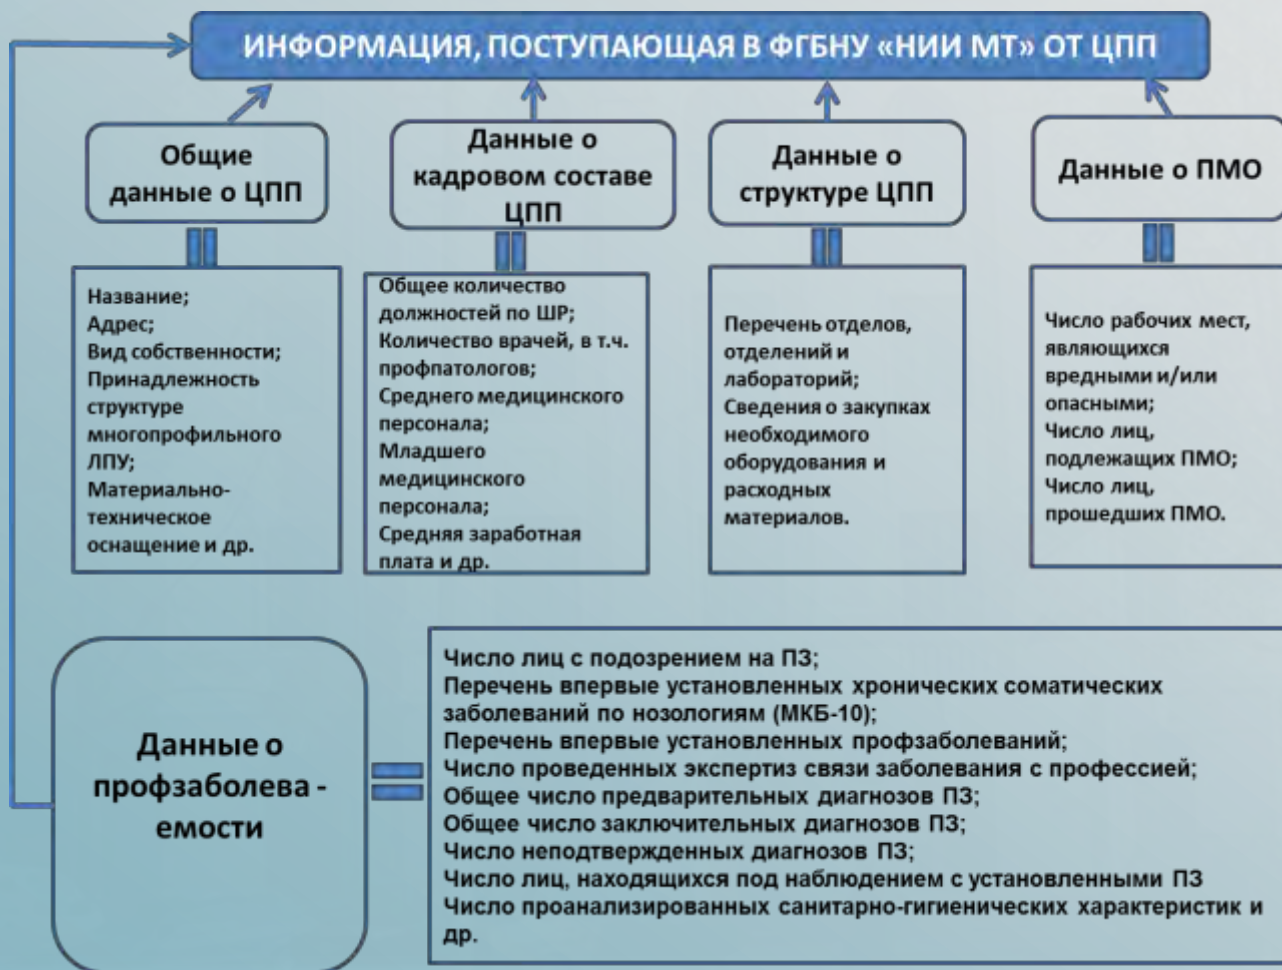 ИНФОРМАЦИЯ, ПОСТУПАЮЩАЯ В ФГБНУ «НИИ МТ» ОТ ЦПП
Общие
данные о ЦПП
Данные о
кадровом составе
ЦПП
Данные о
структуре ЦПП
Данные о ПМО
Название;
Адрес;
Вид собственности;
Принадлежность
структуре
многопрофильного
ЛПУ;
Материально-
техническое
оснащение и др.
Общее количество
должностей по ШР;
Количество врачей, в т.ч.
профпатологов;
Среднего медицинского
персонала;
Младшего
медицинского
персонала;
Средняя заработная
плата и др.
Перечень отделов,
отделений и
лабораторий;
Сведения о закупках
необходимого
оборудования и
расходных
материалов.
Число рабочих мест,
являющихся
вредными и/или
опасными;
Число лиц,
подлежащих ПМО;
Число лиц,
прошедших ПМО.
Данные о
профзаболева -
емости
Число лиц с подозрением на ПЗ;
Перечень впервые установленных хронических соматических
заболеваний по нозологиям (МКБ-10);
Перечень впервые установленных профзаболеваний;
Число проведенных экспертиз связи заболевания с профессией;
Общее число предварительных диагнозов ПЗ;
Общее число заключительных диагнозов ПЗ;
Число неподтвержденных диагнозов ПЗ;
Число лиц, находящихся под наблюдением с установленными ПЗ
Число проанализированных санитарно-гигиенических характеристик и
др.